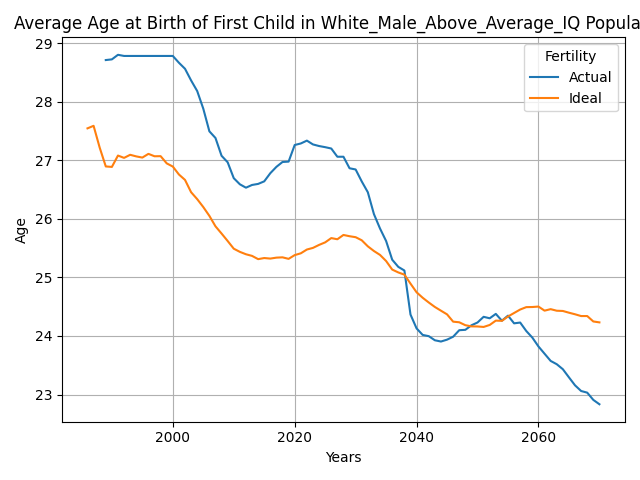 Average Age at Birth of First Child in White_Male_Above_Average_IQ Popula
29
28
27
26
25
24
23
Age
Fertility
Actual
Ideal
2000
2020
2040
2060
Years